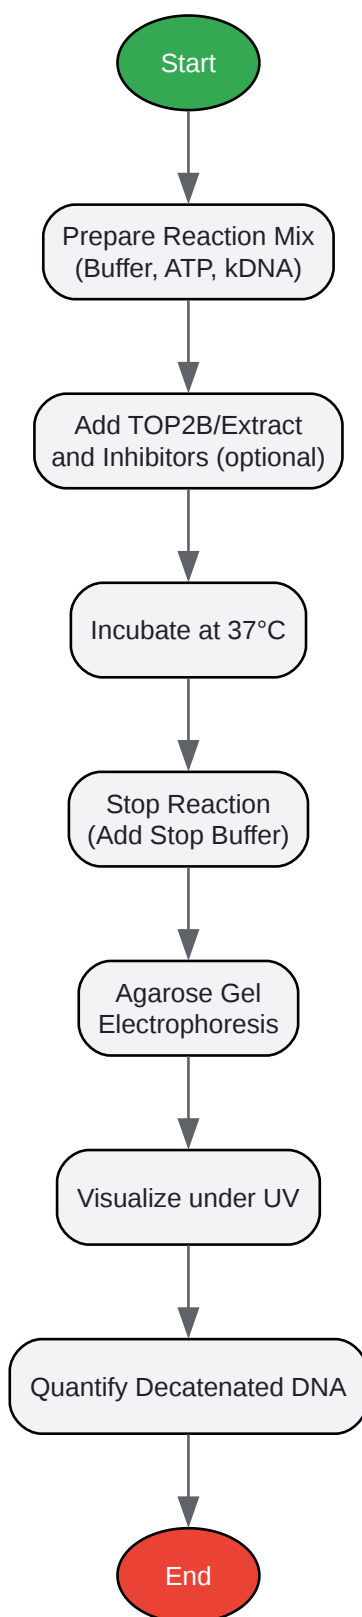 Start
Prepare Reaction Mix
(Buffer, ATP, kDNA)
Add TOP2B/Extract
and Inhibitors (optional)
Incubate at 37°C
Stop Reaction
(Add Stop Buffer)
Agarose Gel
Electrophoresis
Visualize under UV
Quantify Decatenated DNA
End